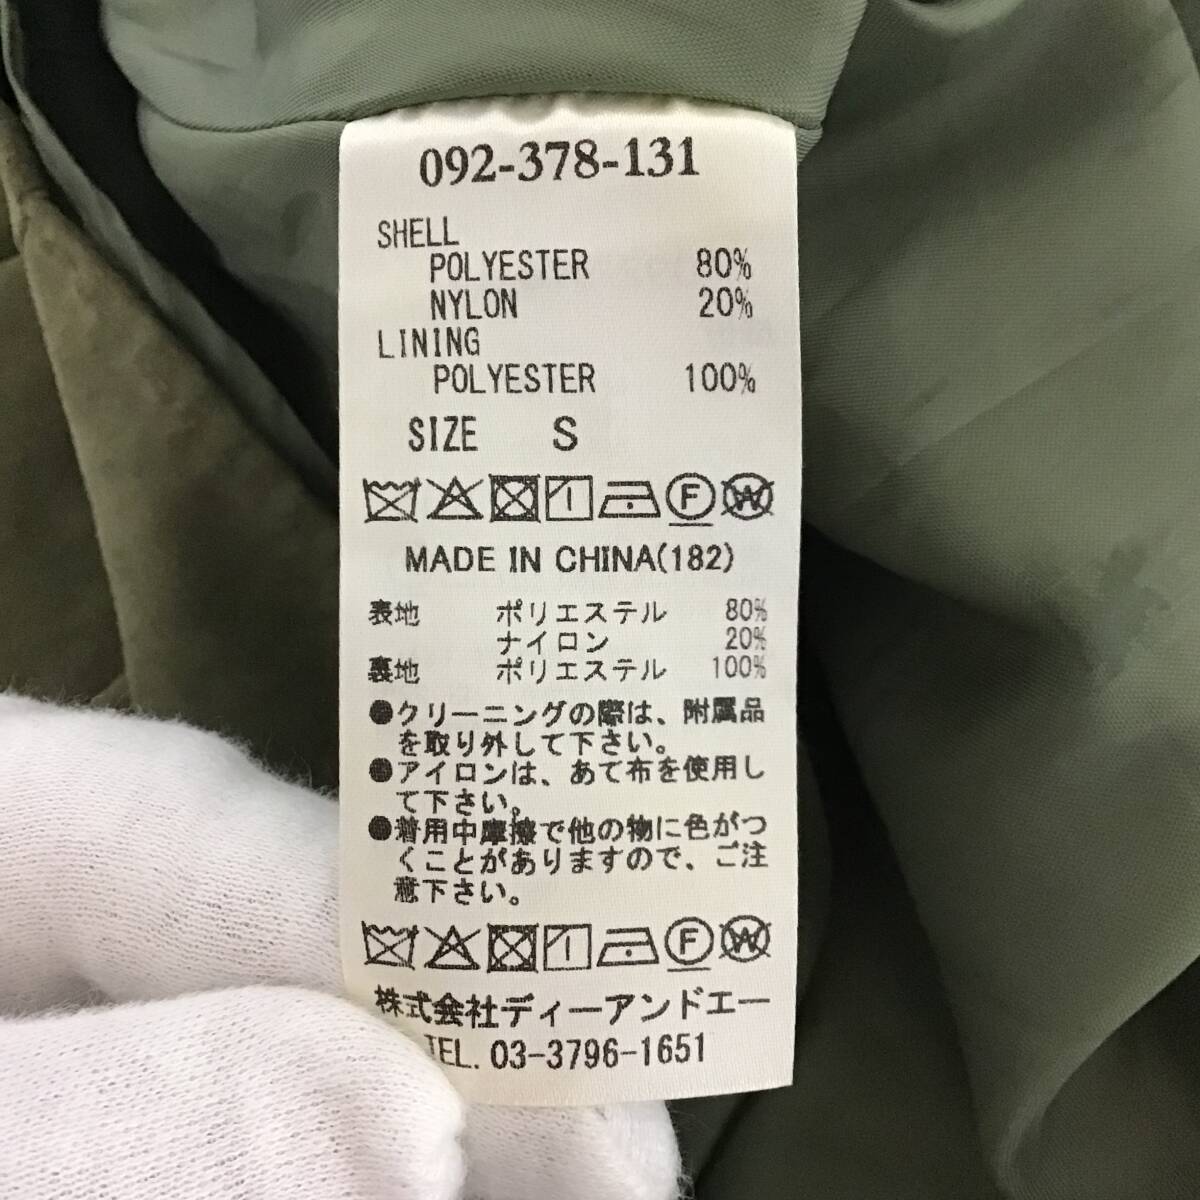 092-378-131
SHELL
POLYESTER 80%
NYLON 20%
LINING
POLYESTER 100%
SIZE S
F W
MADE IN CHINA(182)
表地 ポリエステル 80%
ナイロン 20%
裏地 ポリエステル 100%
●クリーニングの際は、附属品
を取り外して下さい。
●アイロンは、あて布を使用し
て下さい。
●着用中摩擦で他の物に色がつ
くことがありますので、ご注
意下さい。
F W
株式会社ディーアンドエー
TEL. 03-3796-1651